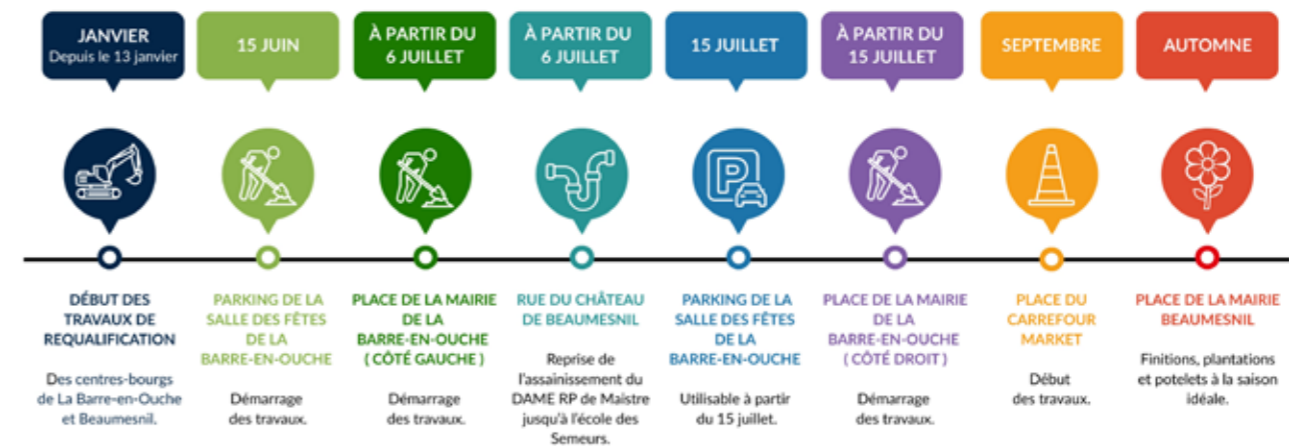 JANVIER
Depuis le 13 janvier
15 JUIN
À PARTIR DU
6 JUILLET
À PARTIR DU
6 JUILLET
15 JUILLET
À PARTIR DU
15 JUILLET
SEPTEMBRE
AUTOMNE
P
DÉBUT DES
TRAVAUX DE
REQUALIFICATION
Des centres-bourgs
de La Barre-en-Ouche
et Beaumesnil.
PARKING DE LA
SALLE DES FÊTES
DE LA
BARRE-EN-OUCHE
Démarrage
des travaux.
PLACE DE LA MAIRIE
DE LA
BARRE-EN-OUCHE
( CÔTÉ GAUCHE )
Démarrage
des travaux.
RUE DU CHÂTEAU
DE BEAUMESNIL
Reprise de
l'assainissement du
DAME RP de Maistre
jusqu'à l'école des
Semeurs.
PARKING DE LA
SALLE DES FÊTES
DE LA
BARRE-EN-OUCHE
Utilisable à partir
du 15 juillet.
PLACE DE LA MAIRIE
DE LA
BARRE-EN-OUCHE
( CÔTÉ DROIT )
Démarrage
des travaux.
PLACE DU
CARREFOUR
MARKET
Début
des travaux.
PLACE DE LA MAIRIE
BEAUMESNIL
Finitions, plantations
et potelets à la saison
idéale.